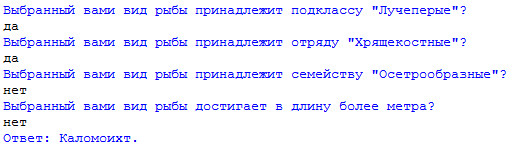 Выбранный вами вид рыбы принадлежит подклассу "Лучеперые"?
да
Выбранный вами вид рыбы принадлежит отряду "Хрящекостные"?
да
Выбранный вами вид рыбы принадлежит семейству "Осетрообразные"?
нет
Выбранный вами вид рыбы достигает в длину более метра?
нет
Ответ: Каломоихт.